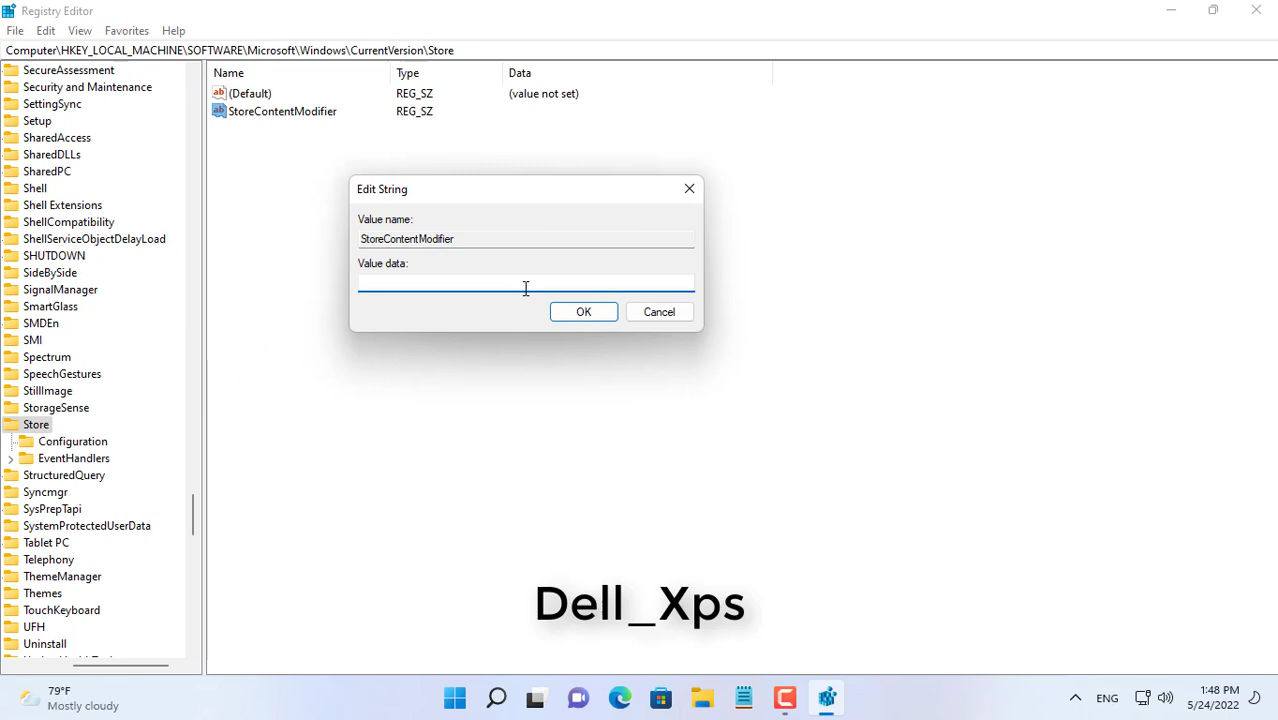 Registry Editor
File Edit View Favorites Help
Computer\HKEY_LOCAL_MACHINE\SOFTWARE\Microsoft\Windows\CurrentVersion\Store
SecureAssessment
Security and Maintenance
SettingSync
Setup
SharedAccess
SharedDLLs
SharedPC
Shell
Shell Extensions
ShellCompatibility
ShellServiceObjectDelayLoad
SHUTDOWN
SideBySide
SignalManager
SmartGlass
SMDEn
SMI
Spectrum
SpeechGestures
StillImage
StorageSense
Store
Configuration
EventHandlers
StructuredQuery
Syncmgr
SysPrepTapi
SystemProtectedUserData
Tablet PC
Telephony
ThemeManager
Themes
TouchKeyboard
UFH
Uninstall
Name Type Data
ab (Default) REG_SZ (value not set)
ab StoreContentModifier REG_SZ
Edit String
Value name:
StoreContentModifier
Value data:
OK Cancel
Dell_Xps
79°F
Mostly cloudy
ENG
1:48 PM
5/24/2022